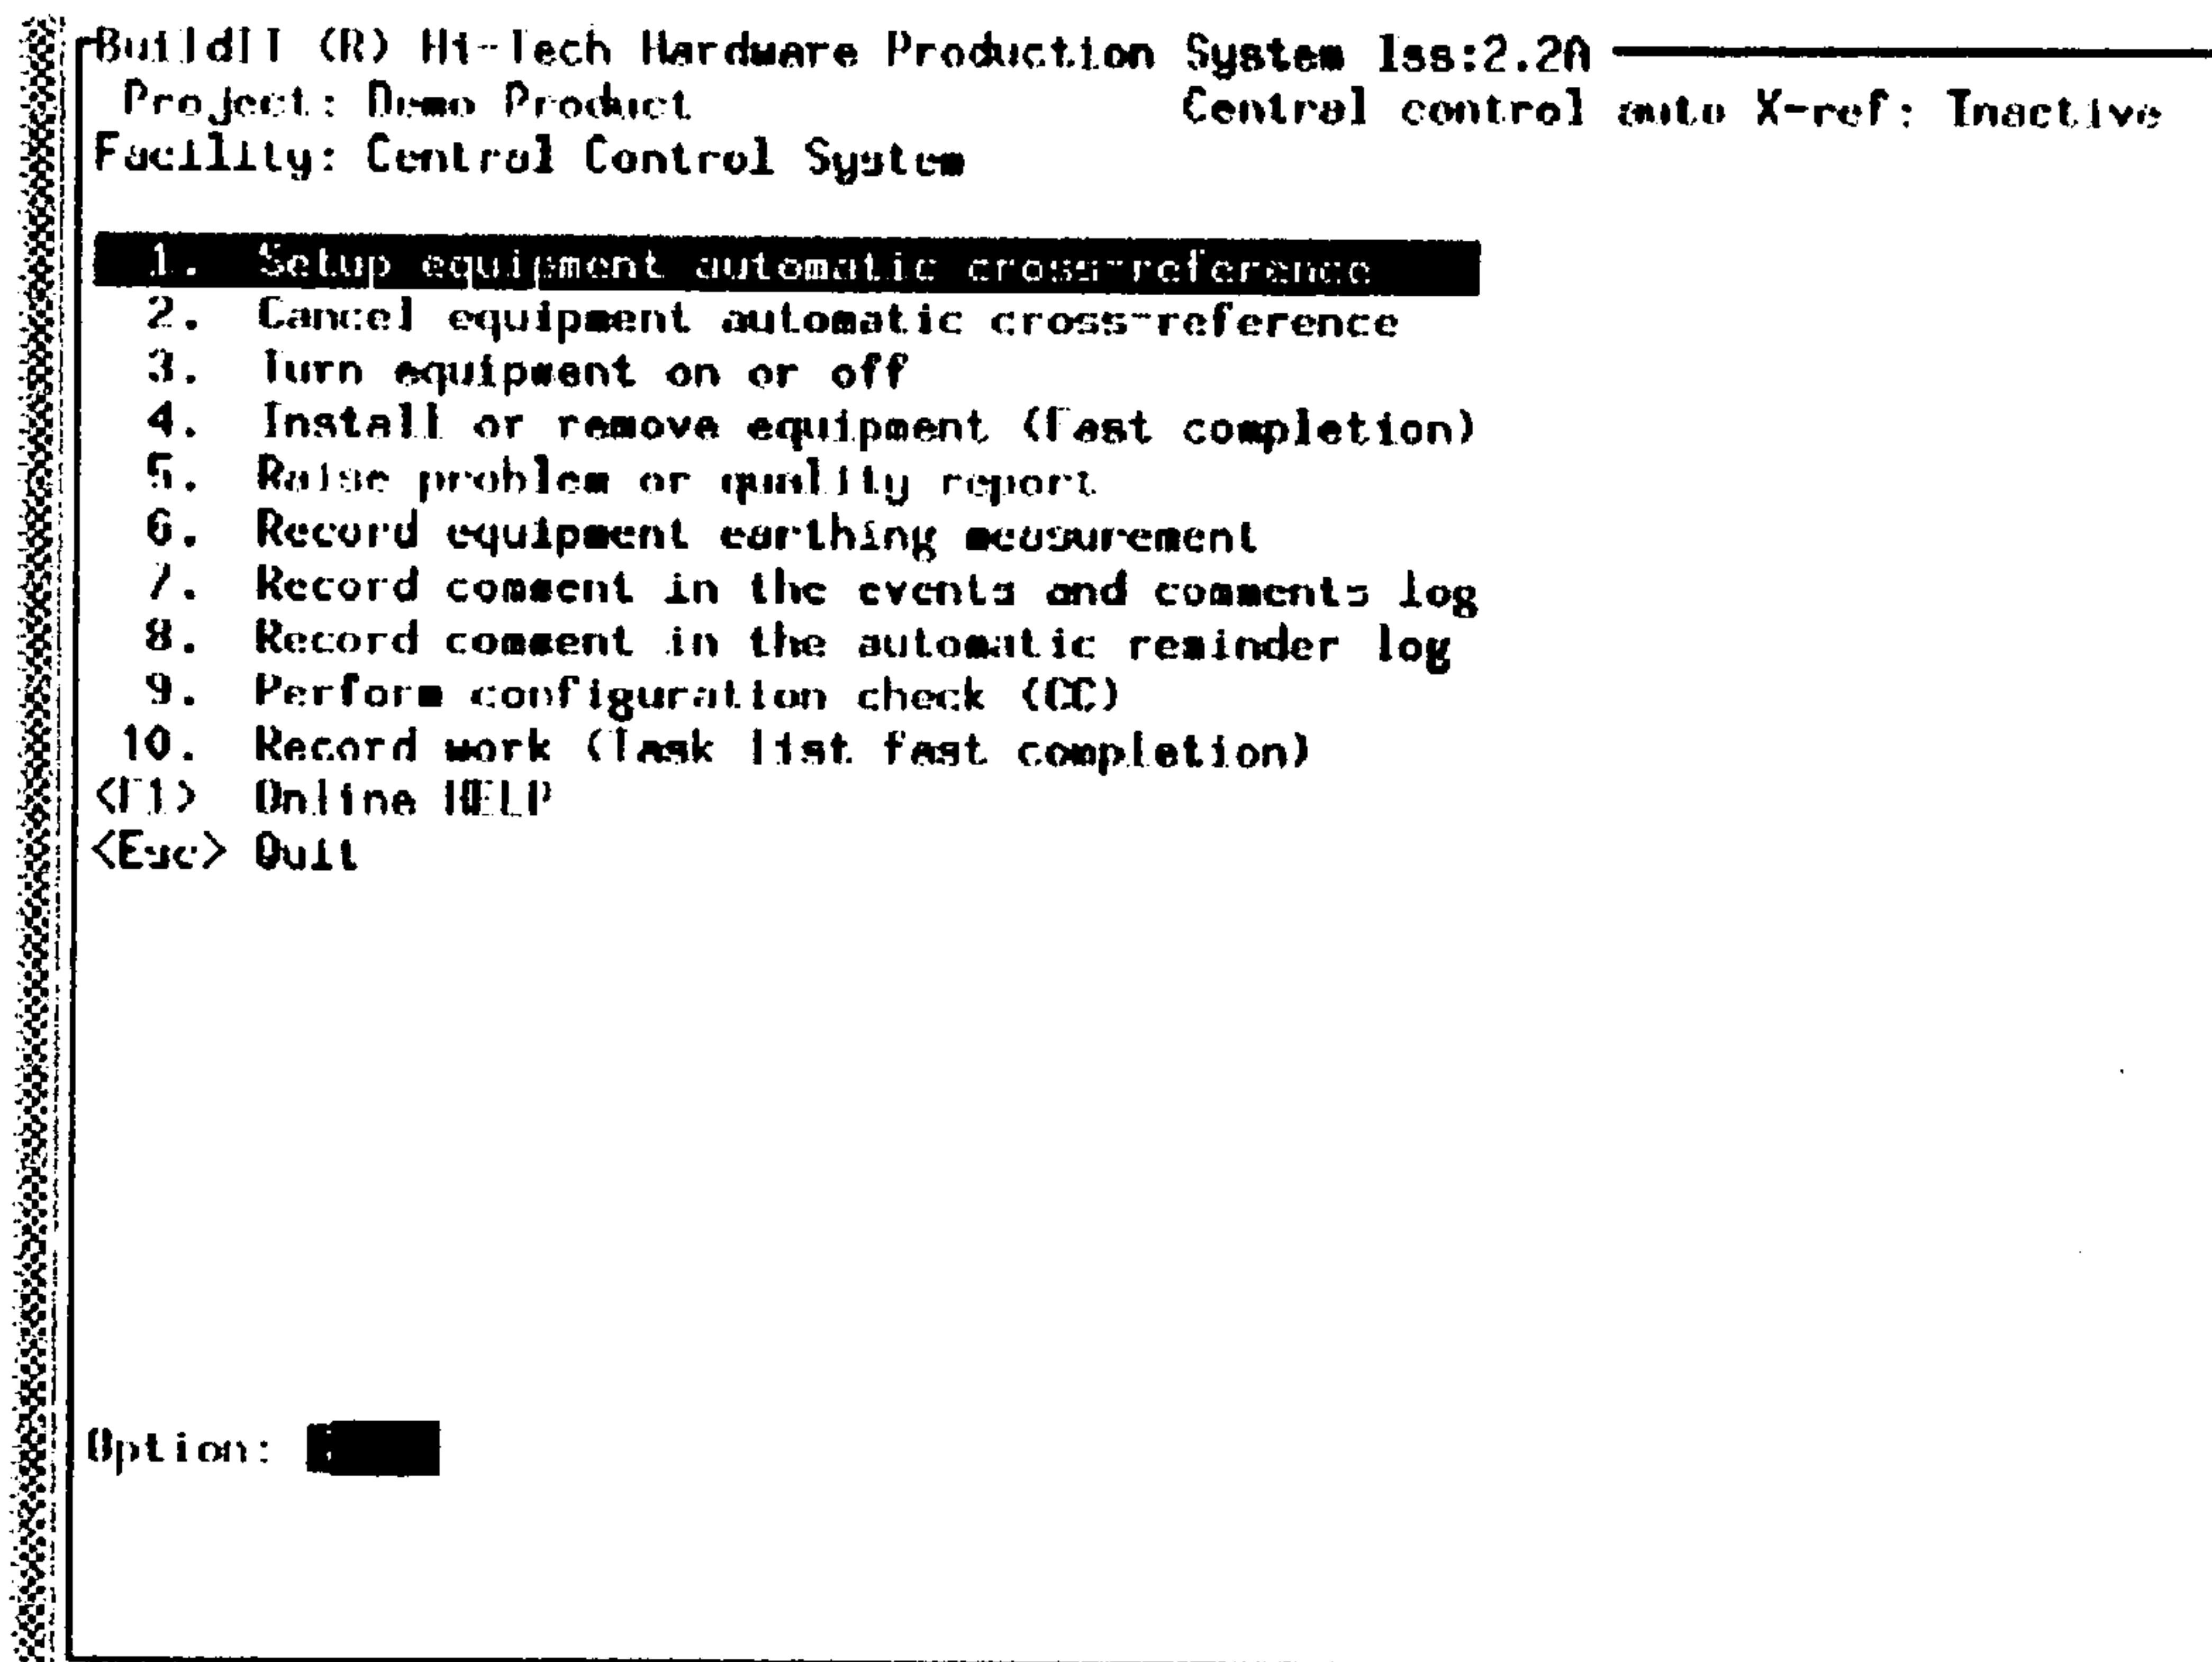 BuildIT (R) Hi-Tech Hardware Production System Iss:2.2A
Project: Demo Product Central control auto X-ref: Inactive
Facility: Central Control System
1. Setup equipment automatic cross-reference
2. Cancel equipment automatic cross-reference
3. Turn equipment on or off
4. Install or remove equipment (Fast completion)
5. Raise problem or quality report
6. Record equipment earthing measurement
7. Record comment in the events and comments log
8. Record comment in the automatic reminder log
9. Perform configuration check (CC)
10. Record work (Task list fast completion)
<F1> Online HELP
<Esc> Quit
Option: